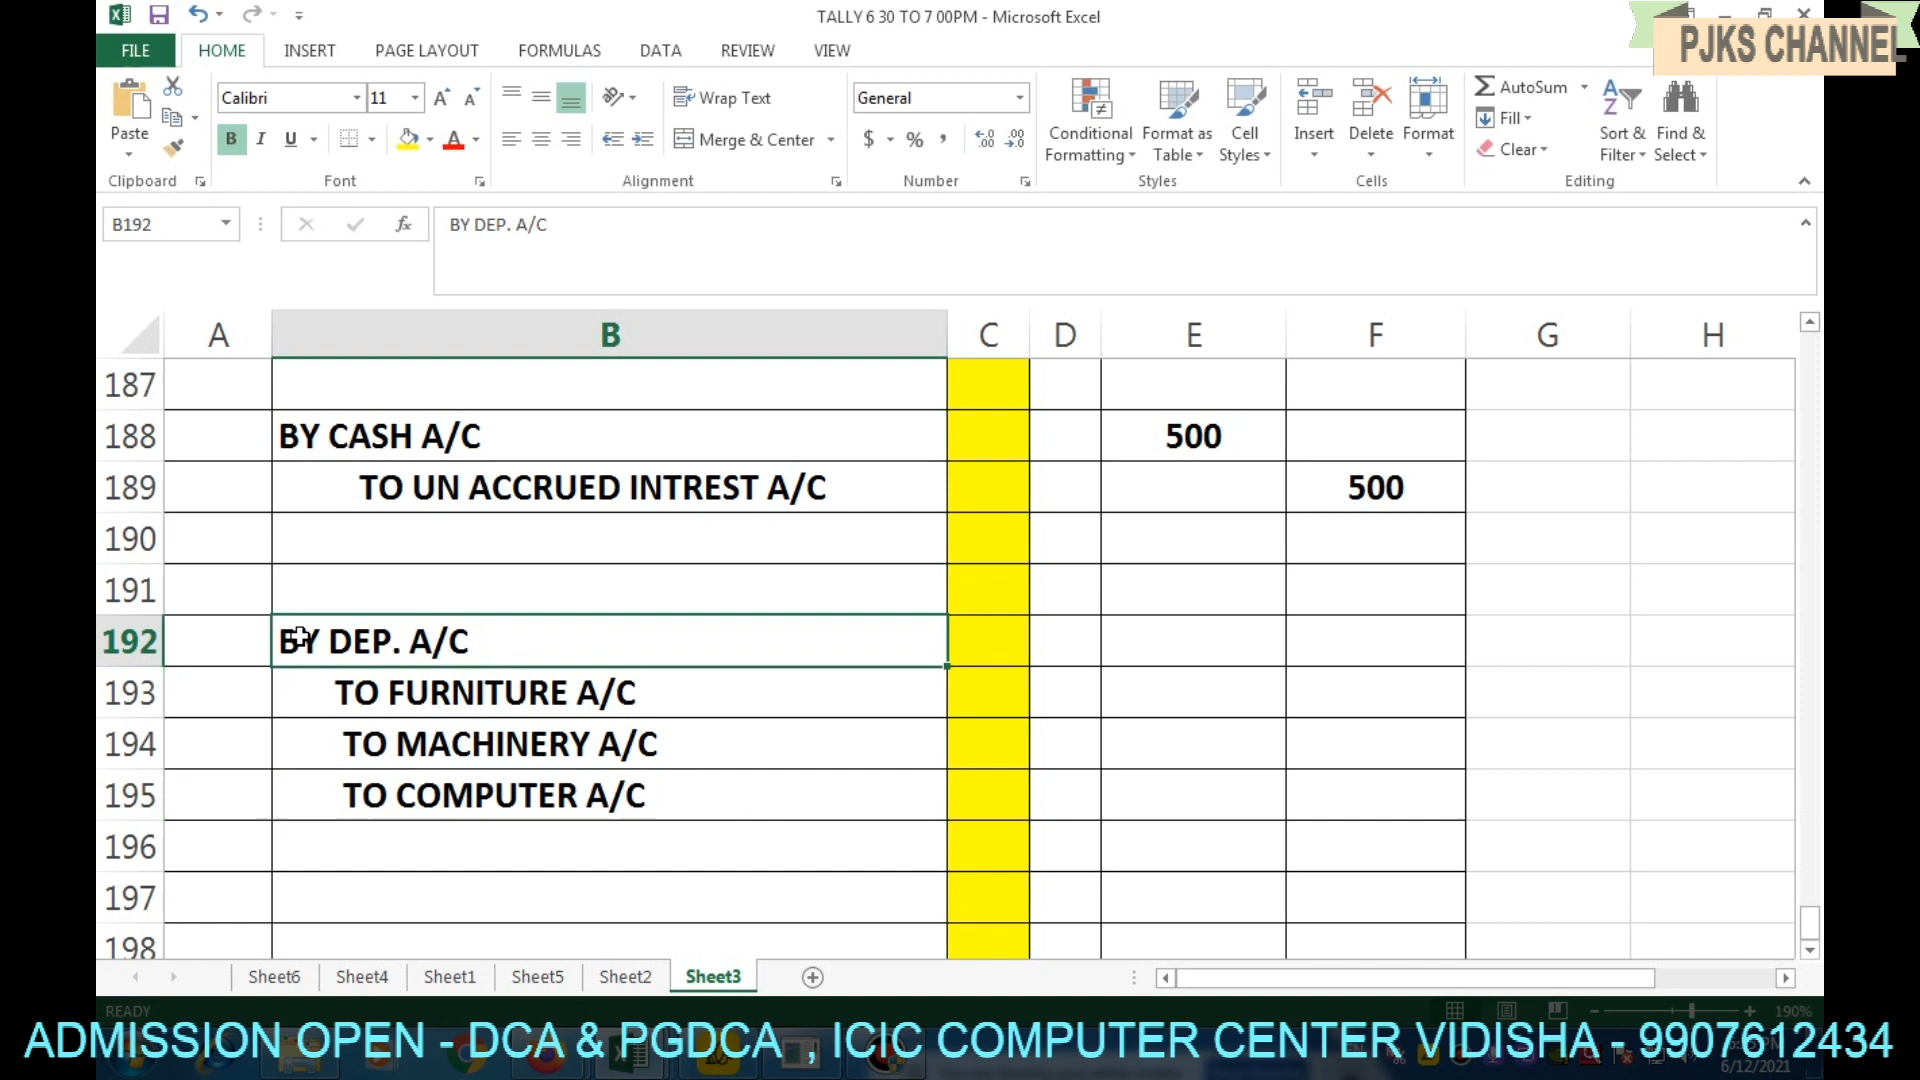 TALLY 6 30 TO 7 00PM - Microsoft Excel
PJKS CHANNEL
FILE HOME INSERT PAGE LAYOUT FORMULAS DATA REVIEW VIEW
Calibri 11 Wrap Text General AutoSum
Paste B I U Merge & Center $ % , Conditional Formatting Format as Table Cell Styles Insert Delete Format Fill Clear Sort & Filter Find & Select
Clipboard Font Alignment Number Styles Cells Editing
B192 fx BY DEP. A/C
A B C D E F G H
187
188 BY CASH A/C 500
189 TO UN ACCRUED INTREST A/C 500
190
191
192 BY DEP. A/C
193 TO FURNITURE A/C
194 TO MACHINERY A/C
195 TO COMPUTER A/C
196
197
198
Sheet6 Sheet4 Sheet1 Sheet5 Sheet2 Sheet3
READY 190%
ADMISSION OPEN - DCA & PGDCA , ICIC COMPUTER CENTER VIDISHA - 9907612434
6/12/2021